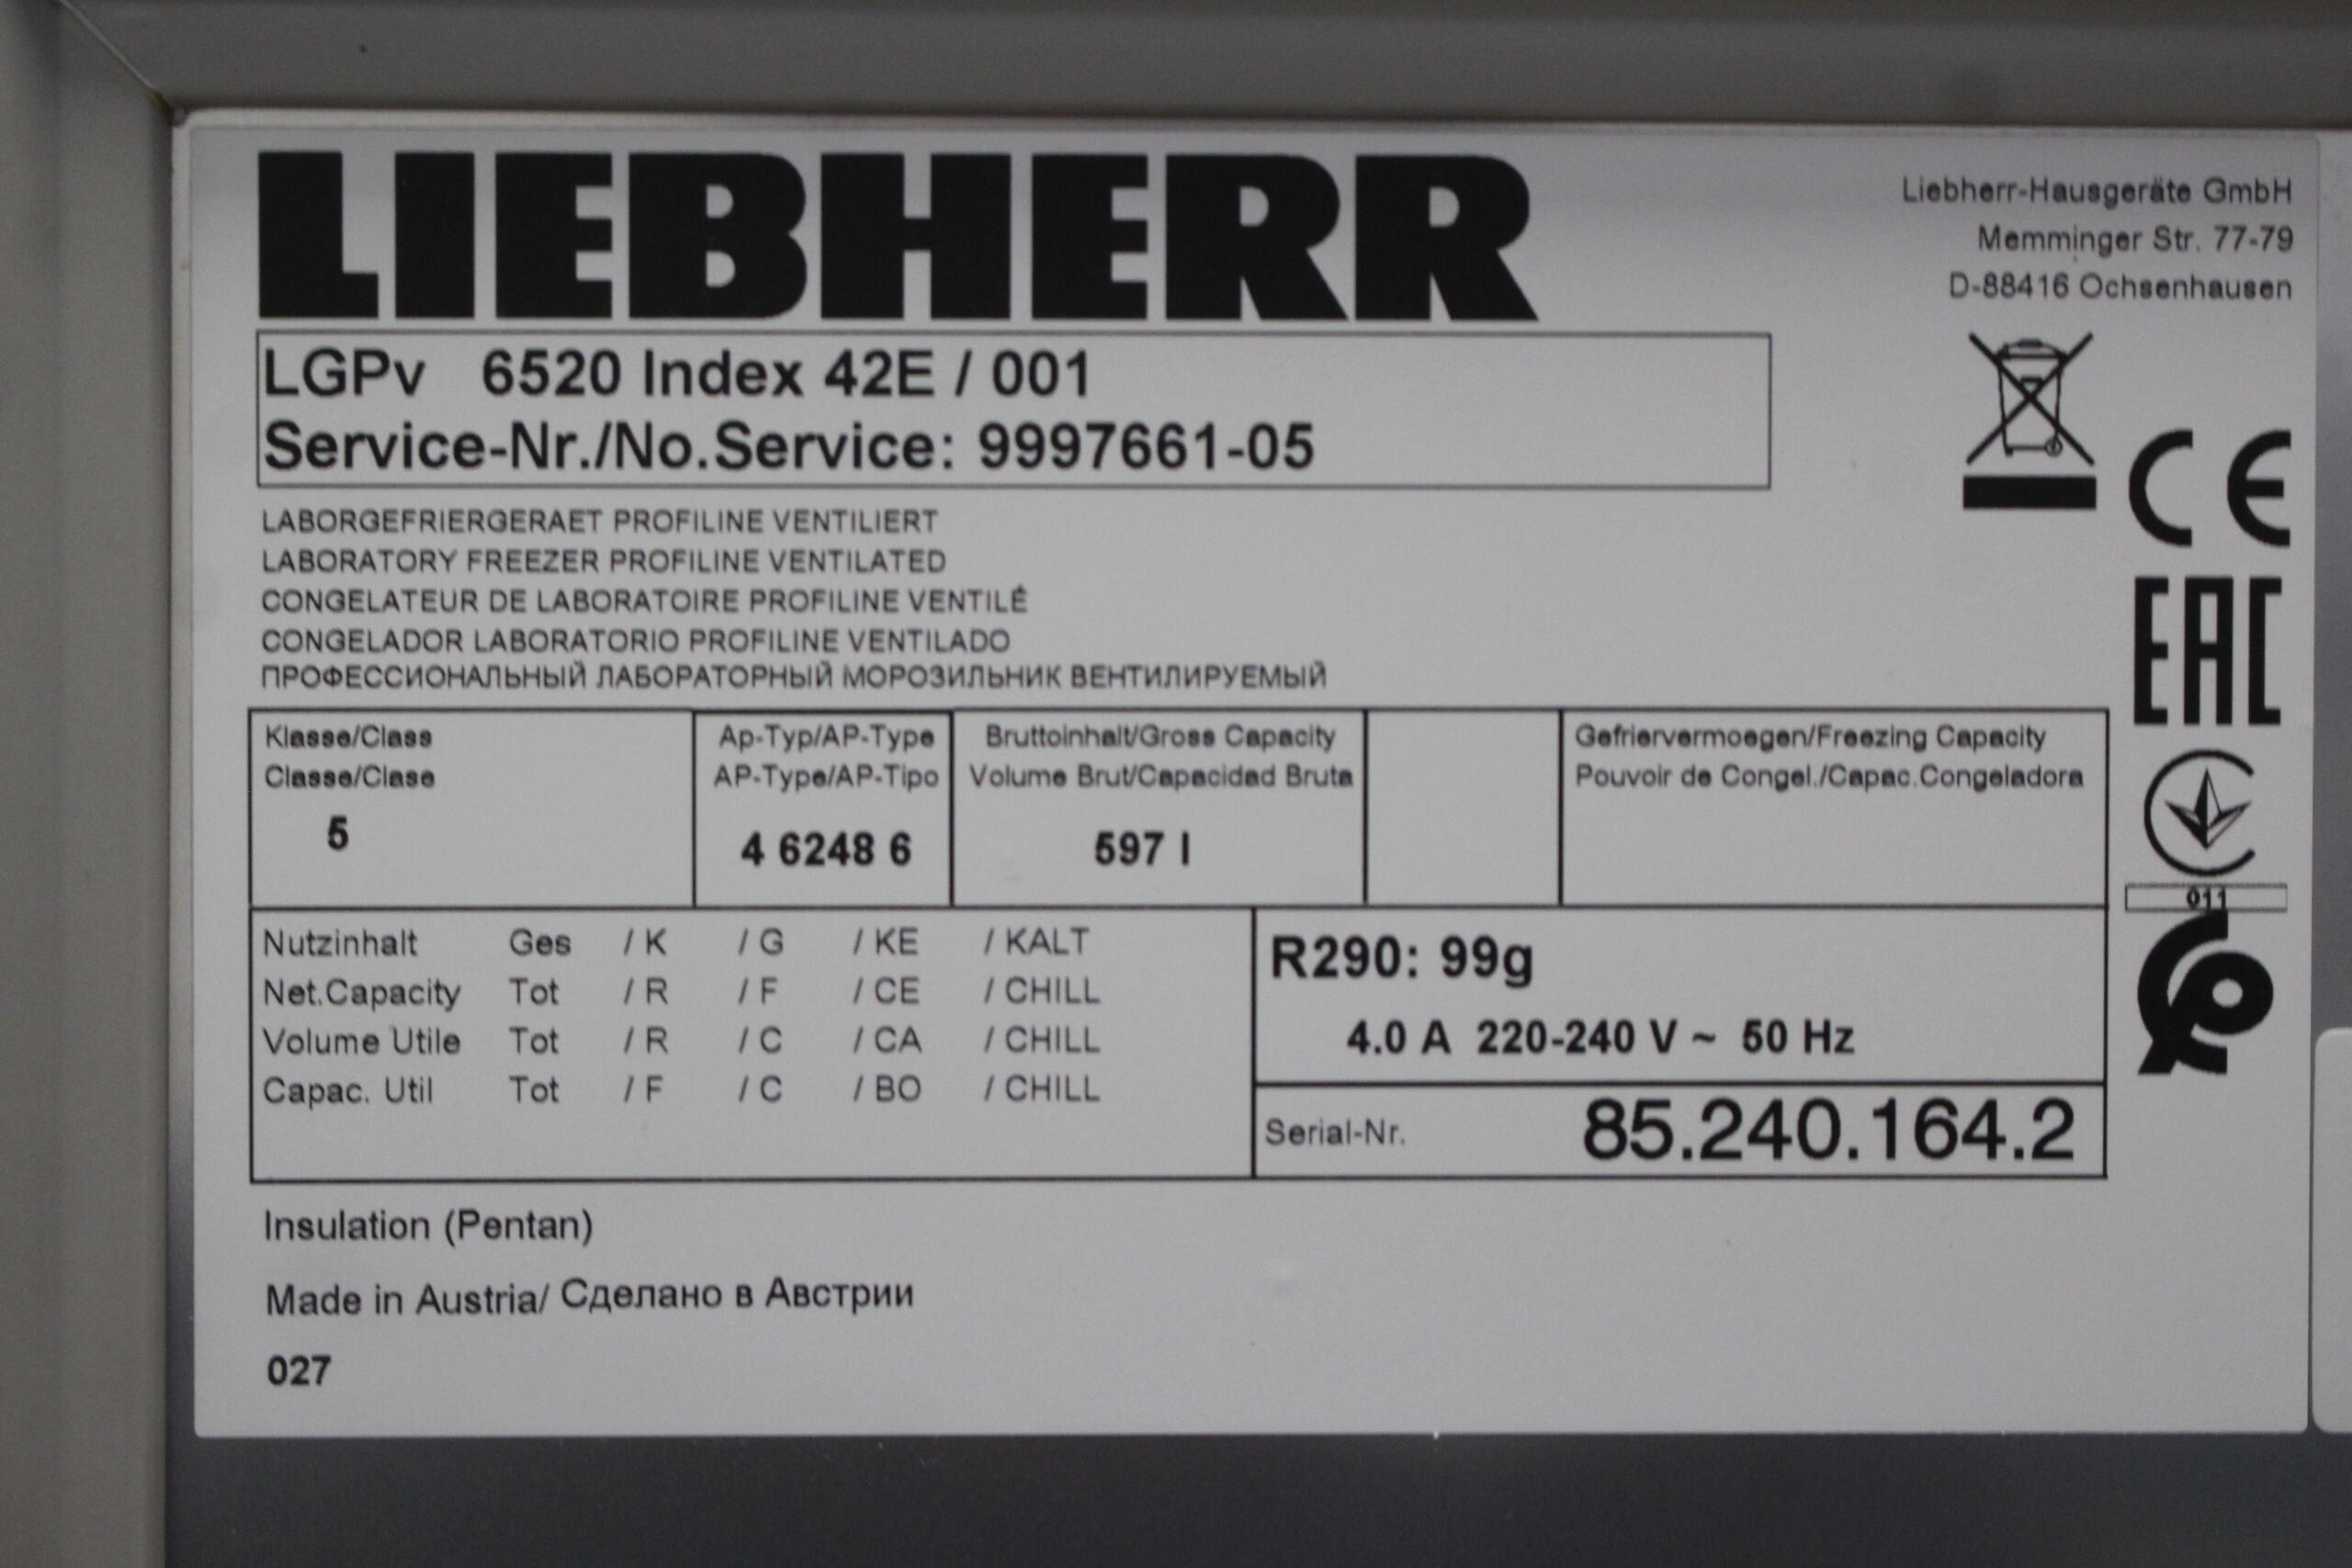 LIEBHERR
Liebherr-Hausgeräte GmbH
Memminger Str. 77-79
D-88416 Ochsenhausen
LGPv 6520 Index 42E / 001
Service-Nr./No.Service: 9997661-05
LABORGEFRIERGERAET PROFILINE VENTILIERT
LABORATORY FREEZER PROFILINE VENTILATED
CONGELATEUR DE LABORATOIRE PROFILINE VENTILÉ
CONGELADOR LABORATORIO PROFILINE VENTILADO
ПРОФЕССИОНАЛЬНЫЙ ЛАБОРАТОРНЫЙ МОРОЗИЛЬНИК ВЕНТИЛИРУЕМЫЙ
CE
EAC
011
Klasse/Class
Classe/Clase
5
Ap-Typ/AP-Type
AP-Type/AP-Tipo
4 6248 6
Bruttoinhalt/Gross Capacity
Volume Brut/Capacidad Bruta
597 l
Gefriervermoegen/Freezing Capacity
Pouvoir de Congel./Capac.Congeladora
Nutzinhalt Ges / K / G / KE / KALT
Net.Capacity Tot / R / F / CE / CHILL
Volume Utile Tot / R / C / CA / CHILL
Capac. Util Tot / F / C / BO / CHILL
R290: 99g
4.0 A 220-240 V ~ 50 Hz
Serial-Nr. 85.240.164.2
Insulation (Pentan)
Made in Austria/ Сделано в Австрии
027